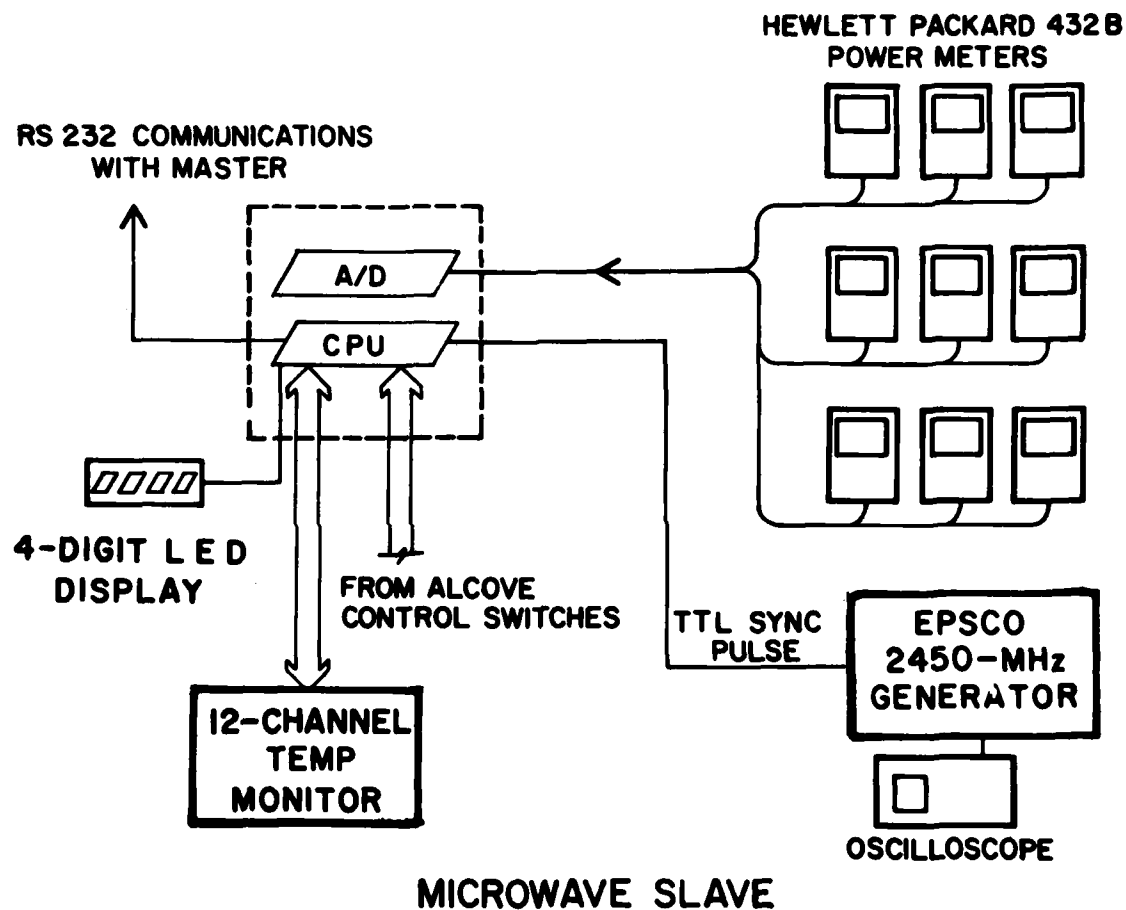 HEWLETT PACKARD 432B
POWER METERS
RS 232 COMMUNICATIONS
WITH MASTER
A/D
CPU
4-DIGIT LED
DISPLAY
FROM ALCOVE
CONTROL SWITCHES
TTL SYNC
PULSE
EPSCO
2450-MHz
GENERATOR
12-CHANNEL
TEMP
MONITOR
OSCILLOSCOPE
MICROWAVE SLAVE